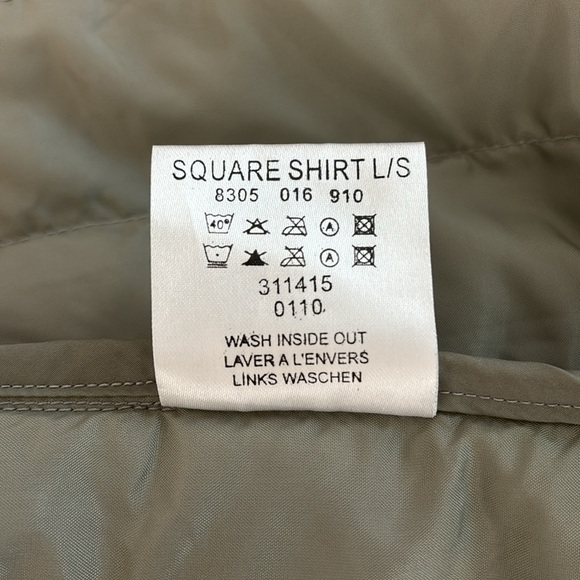 SQUARE SHIRT L/S
8305 016 910
40°
A
A
311415
0110
WASH INSIDE OUT
LAVER A L'ENVERS
LINKS WASCHEN